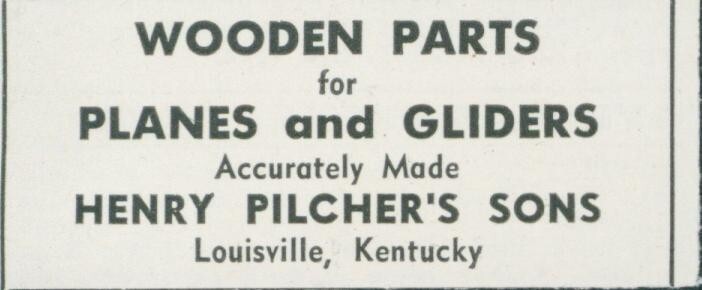 WOODEN PARTS
for
PLANES and GLIDERS
Accurately Made
HENRY PILCHER'S SONS
Louisville, Kentucky